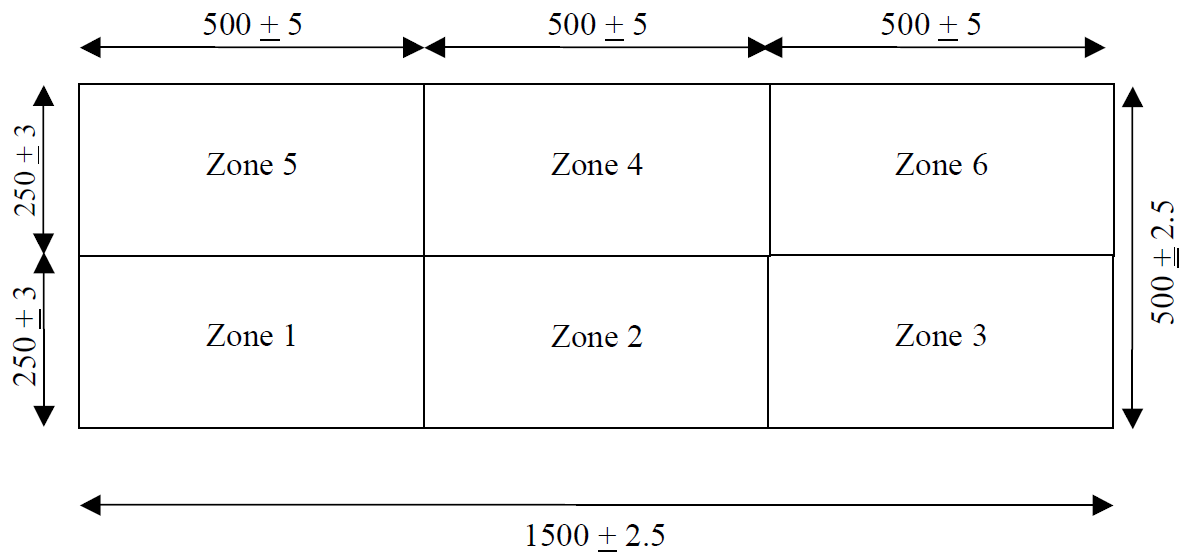 500 ± 5
500 ± 5
500 ± 5
250 ± 3
Zone 5
Zone 4
Zone 6
500 ± 2.5
250 ± 3
Zone 1
Zone 2
Zone 3
1500 ± 2.5